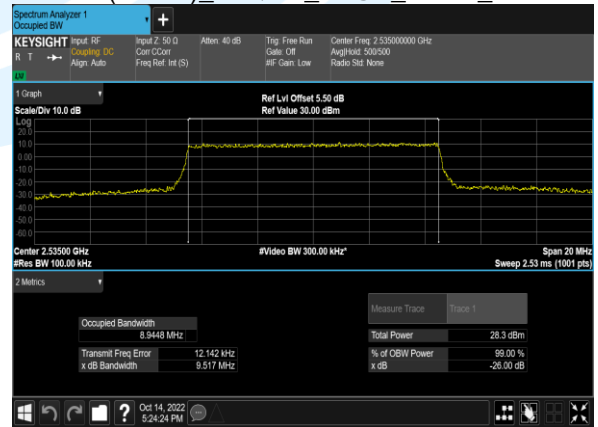 Spectrum Analyzer 1
Occupied BW
KEYSIGHT
R T
LM
Input: RF
Coupling: DC
Align: Auto
Input Z: 50 Ω
Corr CCorr
Freq Ref: Int (S)
Atten: 40 dB
Trig: Free Run
Gate: Off
#IF Gain: Low
Center Freq: 2.535000000 GHz
Avg|Hold: 500/500
Radio Std: None
1 Graph
Scale/Div 10.0 dB
Ref Lvl Offset 5.50 dB
Ref Value 30.00 dBm
Log
20.0
10.0
0.00
-10.0
-20.0
-30.0
-40.0
-50.0
-60.0
Center 2.53500 GHz
#Res BW 100.00 kHz
#Video BW 300.00 kHz*
Span 20 MHz
Sweep 2.53 ms (1001 pts)
2 Metrics
Measure Trace Trace 1
Occupied Bandwidth
8.9448 MHz
Total Power 28.3 dBm
Transmit Freq Error 12.142 kHz
% of OBW Power 99.00 %
x dB Bandwidth 9.517 MHz
x dB -26.00 dB
Oct 14, 2022
5:24:24 PM